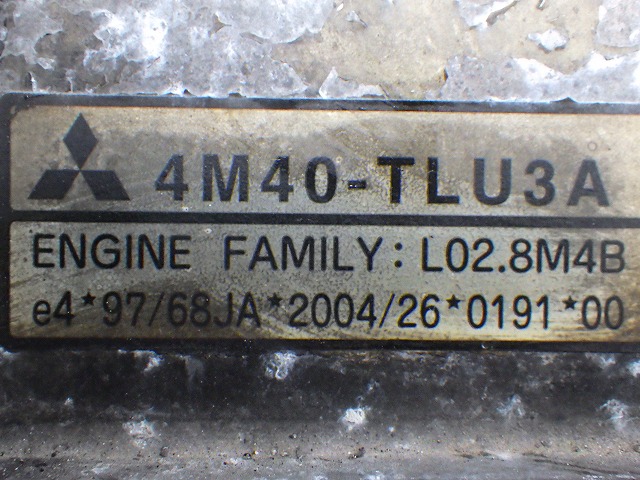 4M40-TLU3A
ENGINE FAMILY: L02.8M4B
e4*97/68JA*2004/26*0191*00